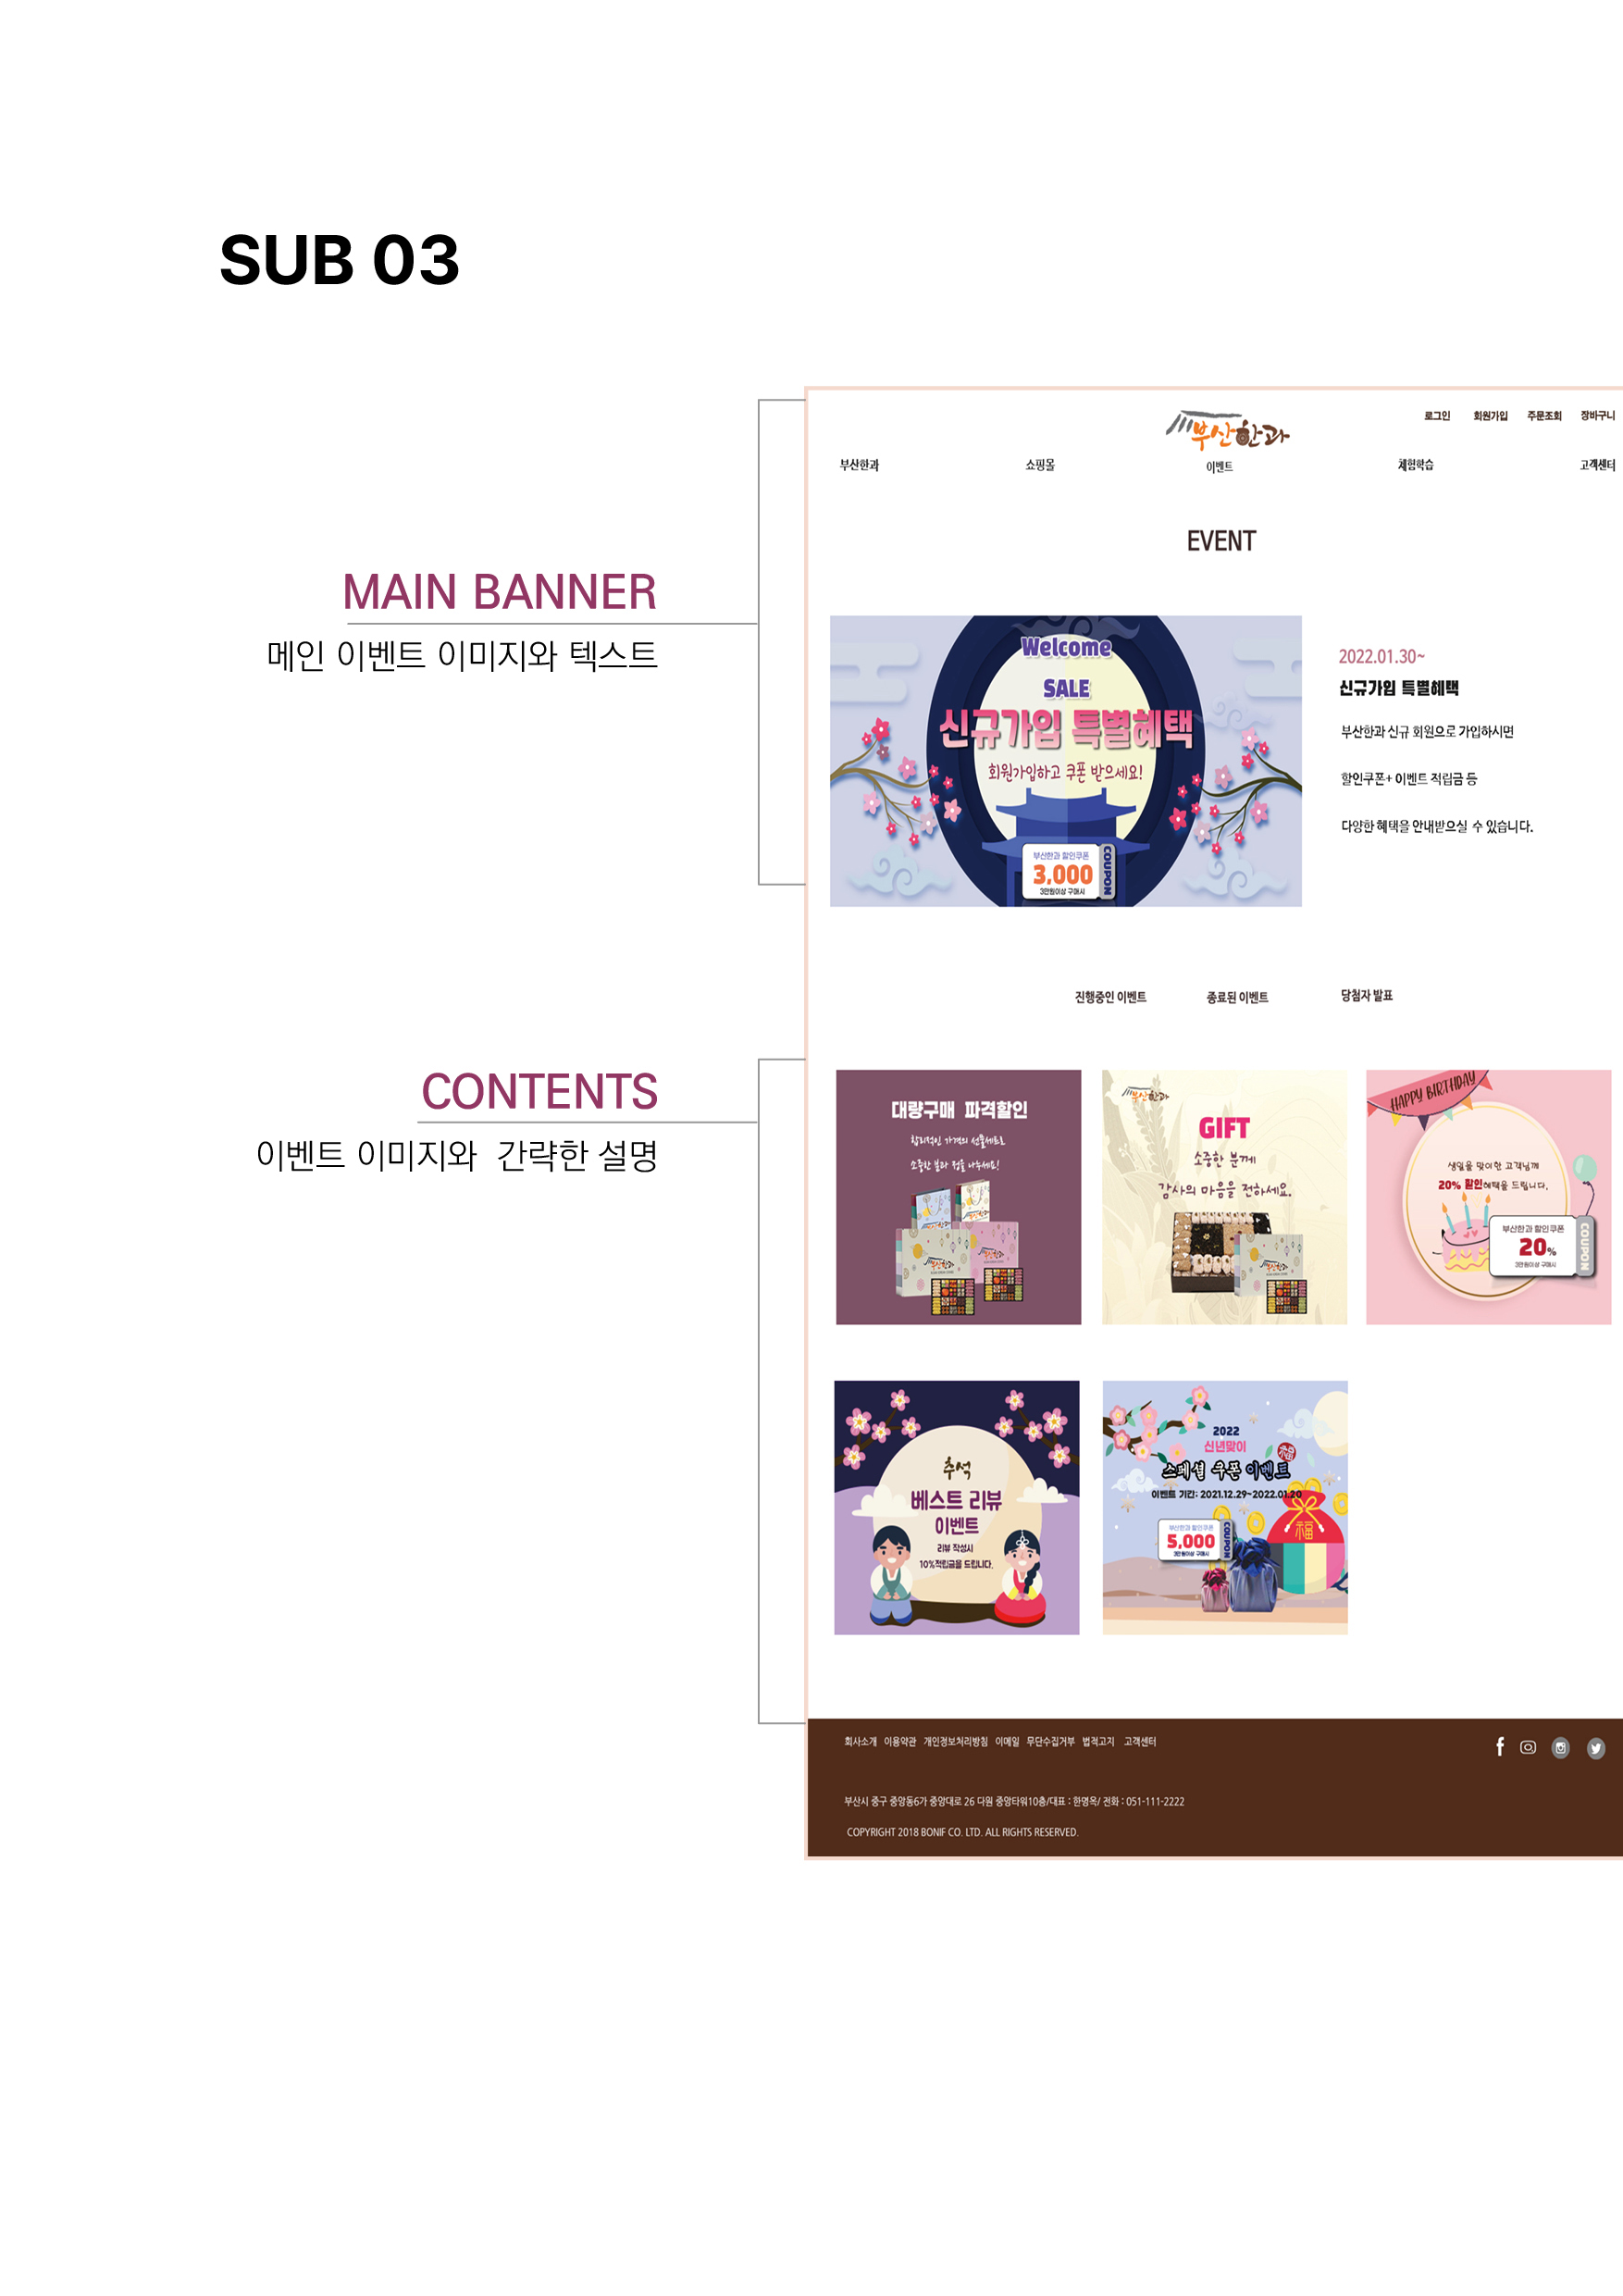 SUB 03
MAIN BANNER
메인 이벤트 이미지와 텍스트
CONTENTS
이벤트 이미지와 간략한 설명
부산한과
로그인 회원가입 주문조회 장바구니
부산한과 쇼핑몰 이벤트 체험학습 고객센터
EVENT
Welcome
SALE
신규가입 특별혜택
회원가입하고 쿠폰 받으세요!
부산한과 할인쿠폰
3,000
3만원이상 구매시
COUPON
2022.01.30~
신규가입 특별혜택
부산한과 신규 회원으로 가입하시면
할인쿠폰+ 이벤트 적립금 등
다양한 혜택을 안내받으실 수 있습니다.
진행중인 이벤트 종료된 이벤트 당첨자 발표
대량구매 파격할인
합리적인 가격의 선물세트로
소중한 분과 정을 나누세요!
부산한과
GIFT
소중한 분께
감사의 마음을 전하세요.
HAPPY BIRTHDAY
생일을 맞이한 고객님께
20% 할인혜택을 드립니다.
부산한과 할인쿠폰
20%
3만원이상 구매시
COUPON
추석
베스트 리뷰
이벤트
리뷰 작성시
10%적립금을 드립니다.
2022
신년맞이
스페셜 쿠폰 이벤트
이벤트 기간: 2021.12.29~2022.01.20
부산한과 할인쿠폰
5,000
3만원이상 구매시
COUPON
福
회사소개 이용약관 개인정보처리방침 이메일 무단수집거부 법적고지 고객센터
부산시 중구 중앙동6가 중앙대로 26 다원 중앙타워10층/대표 : 한명옥/ 전화 : 051-111-2222
COPYRIGHT 2018 BONIF CO. LTD. ALL RIGHTS RESERVED.